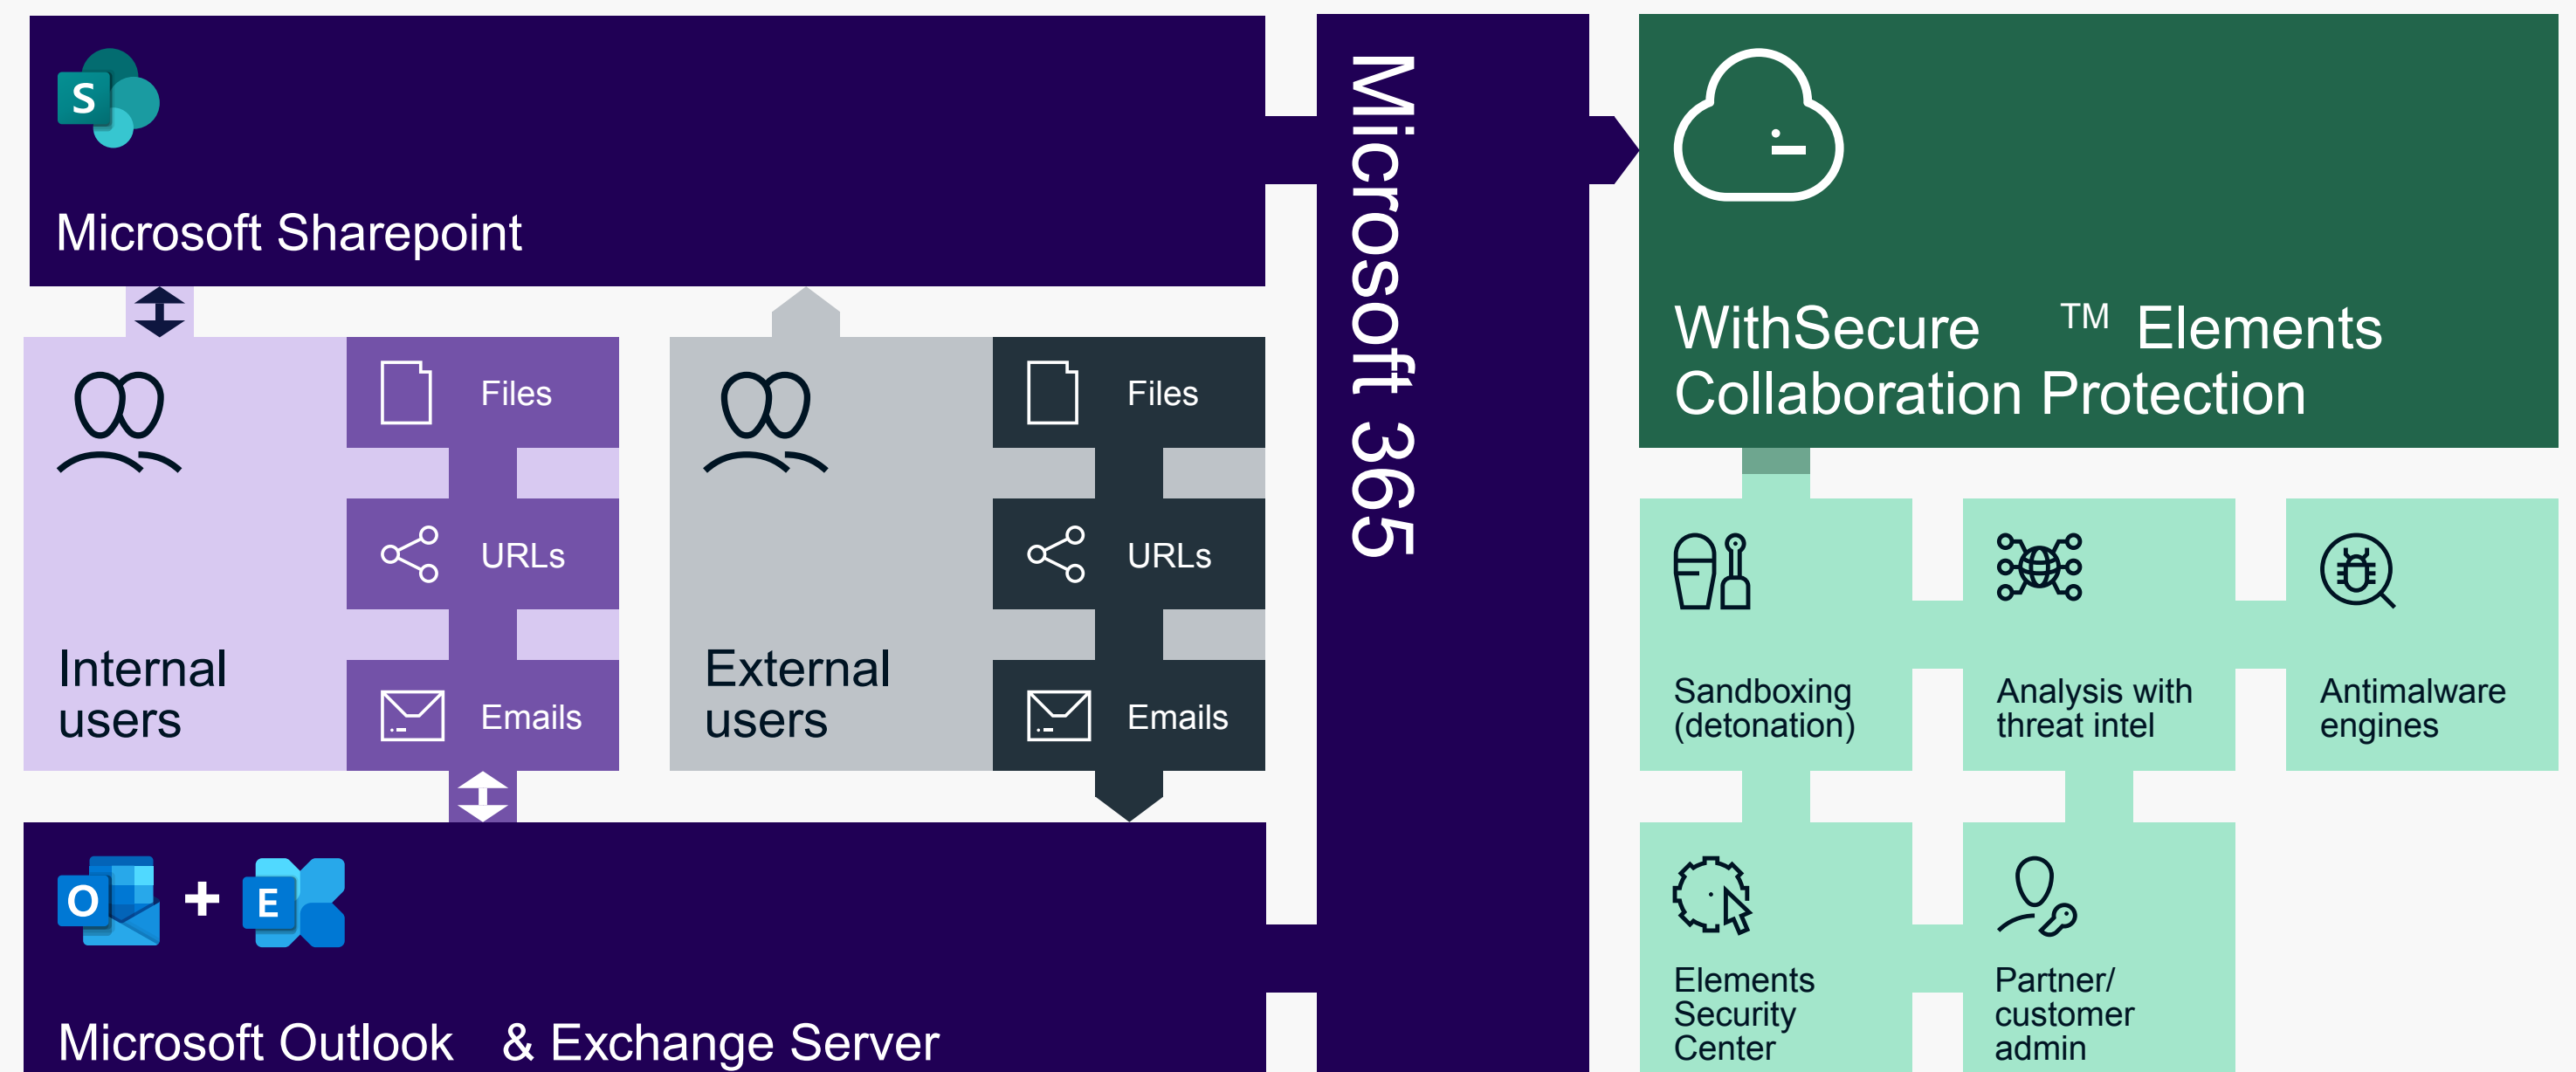 S
Microsoft Sharepoint
Internal
users
Files
URLs
Emails
External
users
Files
URLs
Emails
O + E
Microsoft Outlook & Exchange Server
Microsoft 365
WithSecure ™ Elements
Collaboration Protection
Sandboxing
(detonation)
Analysis with
threat intel
Antimalware
engines
Elements
Security
Center
Partner/
customer
admin